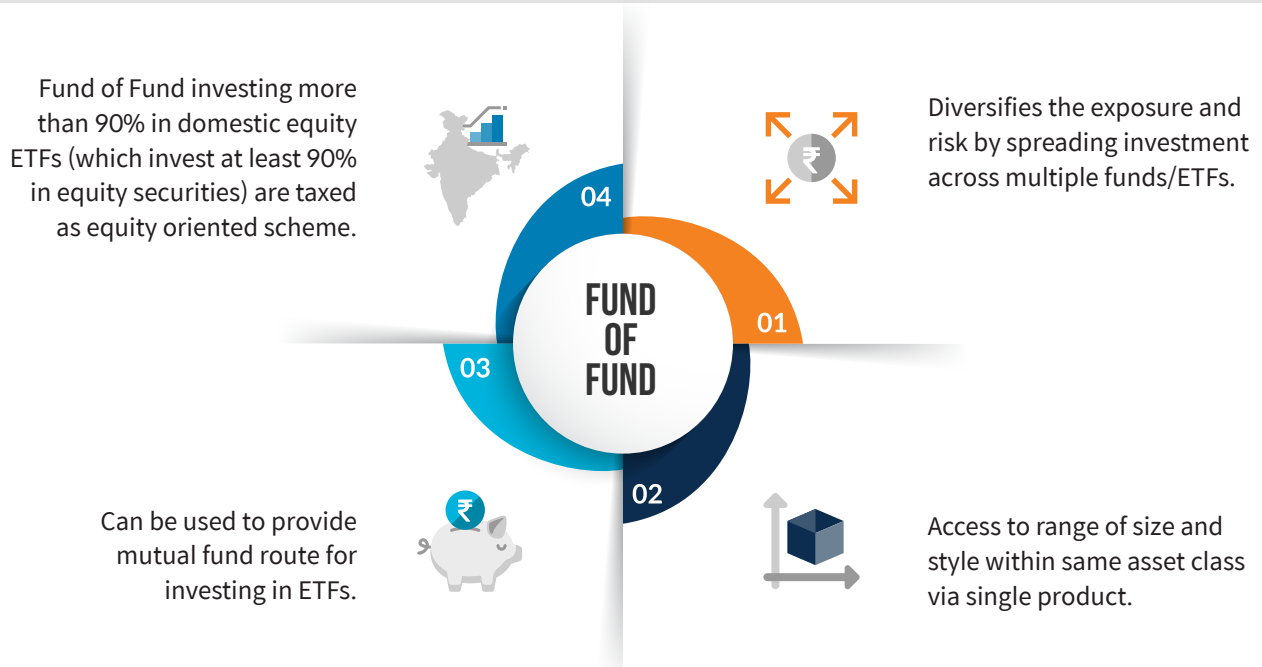 Fund of Fund investing more
than 90% in domestic equity
ETFs (which invest at least 90%
in equity securities) are taxed
as equity oriented scheme.
₹
Diversifies the exposure and
risk by spreading investment
across multiple funds/ETFs.
04
01
FUND
OF
FUND
03
02
Can be used to provide
mutual fund route for
investing in ETFs.
₹
Access to range of size and
style within same asset class
via single product.